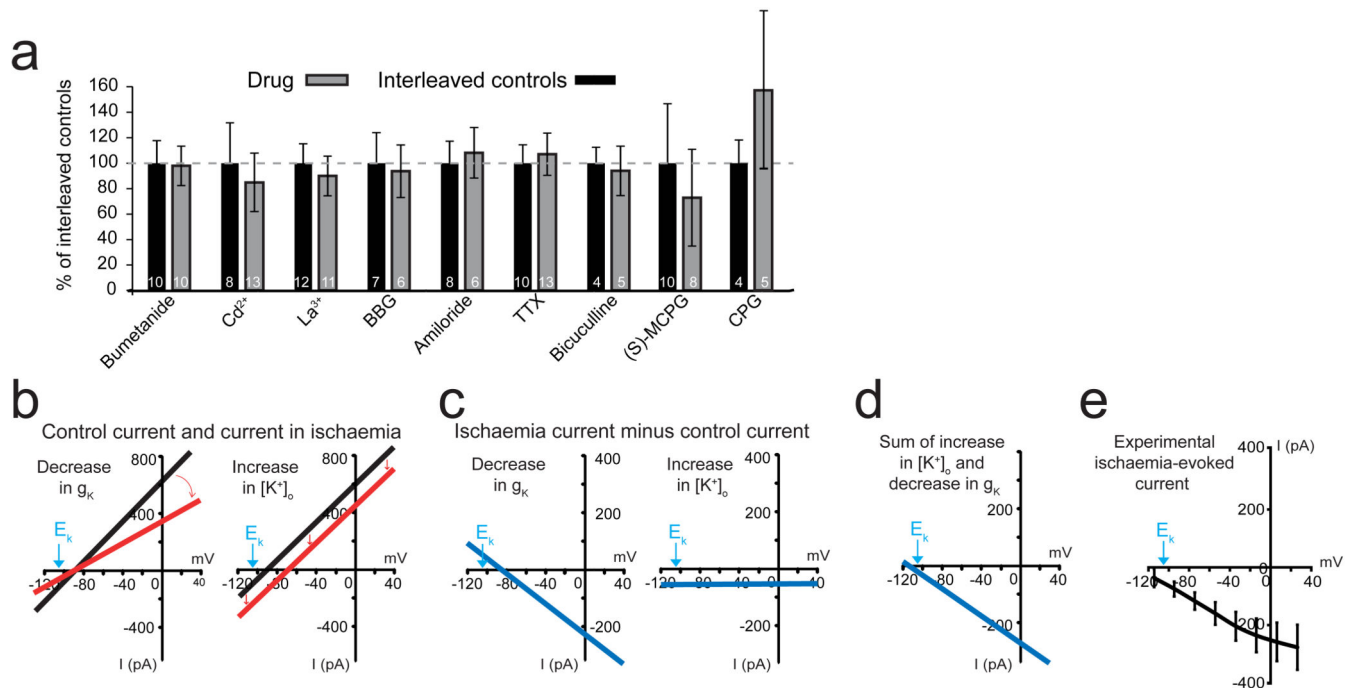 a
Drug
Interleaved controls
% of interleaved controls
160
140
120
100
80
60
40
20
0
10 10 8 13 12 11 7 6 8 6 10 13 4 5 10 8 4 5
Bumetanide
Cd²⁺
La³⁺
BBG
Amiloride
TTX
Bicuculline
(S)-MCPG
CPG
b
Control current and current in ischaemia
Decrease
in gK
800
400
Ek
mV
-120 -80 -40 40
-400
I (pA)
Increase
in [K⁺]o
800
400
Ek
mV
-120 -80 -40 40
-400
I (pA)
c
Ischaemia current minus control current
Decrease
in gK
400
200
Ek
mV
-120 -80 -40 0 40
-200
I (pA)
Increase
in [K⁺]o
400
200
Ek
mV
-120 -80 -40 40
-200
I (pA)
d
Sum of increase
in [K⁺]o and
decrease in gK
400
200
Ek
mV
-120 -80 -40 0 40
-200
I (pA)
e
Experimental
ischaemia-evoked
current
400
I (pA)
200
Ek
0
mV
-120 -80 -40 0 40
-200
-400